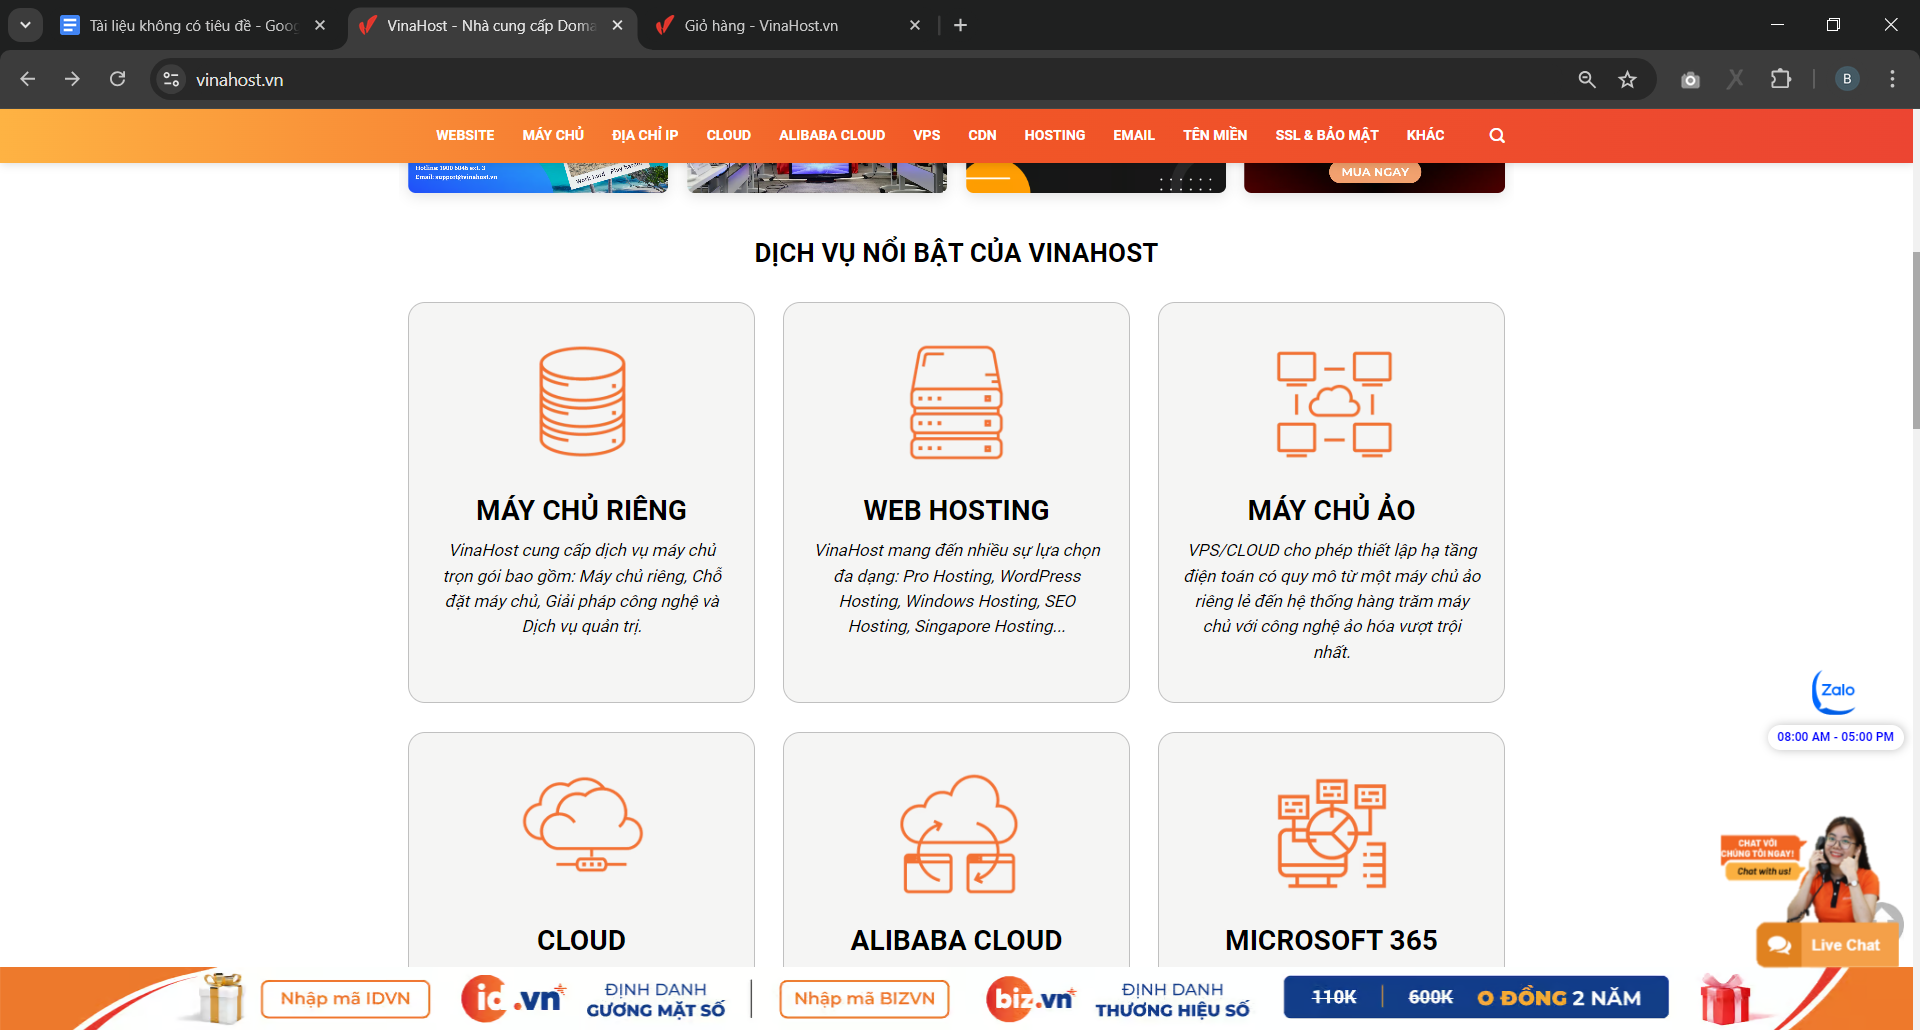 Tài liệu không có tiêu đề - Goog
VinaHost - Nhà cung cấp Doma
Giỏ hàng - VinaHost.vn
vinahost.vn
B
WEBSITE MÁY CHỦ ĐỊA CHỈ IP CLOUD ALIBABA CLOUD VPS CDN HOSTING EMAIL TÊN MIỀN SSL & BẢO MẬT KHÁC
Hotline: 1900 6046 ext. 3
Email: support@vinahost.vn
MUA NGAY
DỊCH VỤ NỔI BẬT CỦA VINAHOST
MÁY CHỦ RIÊNG
VinaHost cung cấp dịch vụ máy chủ
trọn gói bao gồm: Máy chủ riêng, Chỗ
đặt máy chủ, Giải pháp công nghệ và
Dịch vụ quản trị.
WEB HOSTING
VinaHost mang đến nhiều sự lựa chọn
đa dạng: Pro Hosting, WordPress
Hosting, Windows Hosting, SEO
Hosting, Singapore Hosting...
MÁY CHỦ ẢO
VPS/CLOUD cho phép thiết lập hạ tầng
điện toán có quy mô từ một máy chủ ảo
riêng lẻ đến hệ thống hàng trăm máy
chủ với công nghệ ảo hóa vượt trội
nhất.
Zalo
08:00 AM - 05:00 PM
CLOUD
ALIBABA CLOUD
MICROSOFT 365
CHAT VỚI
CHÚNG TÔI NGAY!
Chat with us!
Live Chat
Nhập mã IDVN
id.vn
ĐỊNH DANH
GƯƠNG MẶT SỐ
Nhập mã BIZVN
biz.vn
ĐỊNH DANH
THƯƠNG HIỆU SỐ
110K | 600K 0 ĐỒNG 2 NĂM